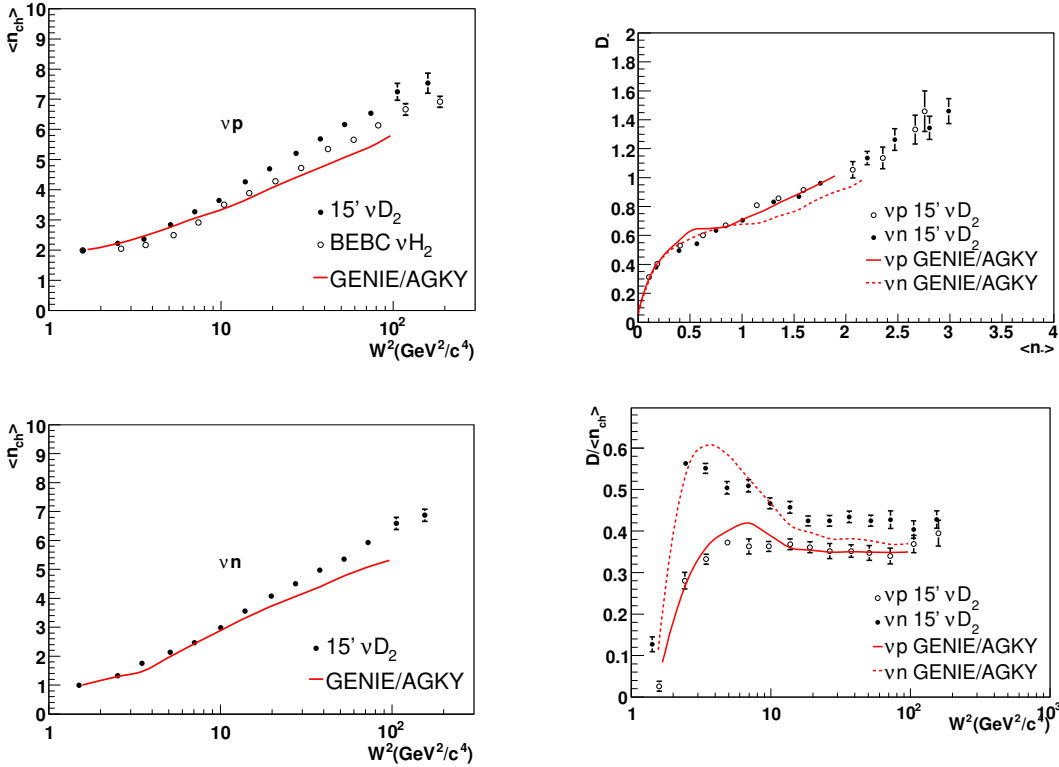 <n_ch>
10
9
8
7
6
5
4
3
2
1
0
νp
15' νD₂
BEBC νH₂
GENIE/AGKY
1
10
10²
W²(GeV²/c⁴)
D₋
2
1.8
1.6
1.4
1.2
1
0.8
0.6
0.4
0.2
0
νp 15' νD₂
νn 15' νD₂
νp GENIE/AGKY
νn GENIE/AGKY
0 0.5 1 1.5 2 2.5 3 3.5 4
<n₋>
<n_ch>
10
9
8
7
6
5
4
3
2
1
0
νn
15' νD₂
GENIE/AGKY
1
10
10²
W²(GeV²/c⁴)
D/<n_ch>
0.6
0.5
0.4
0.3
0.2
0.1
0
νp 15' νD₂
νn 15' νD₂
νp GENIE/AGKY
νn GENIE/AGKY
1
10
10²
10³
W²(GeV²/c⁴)